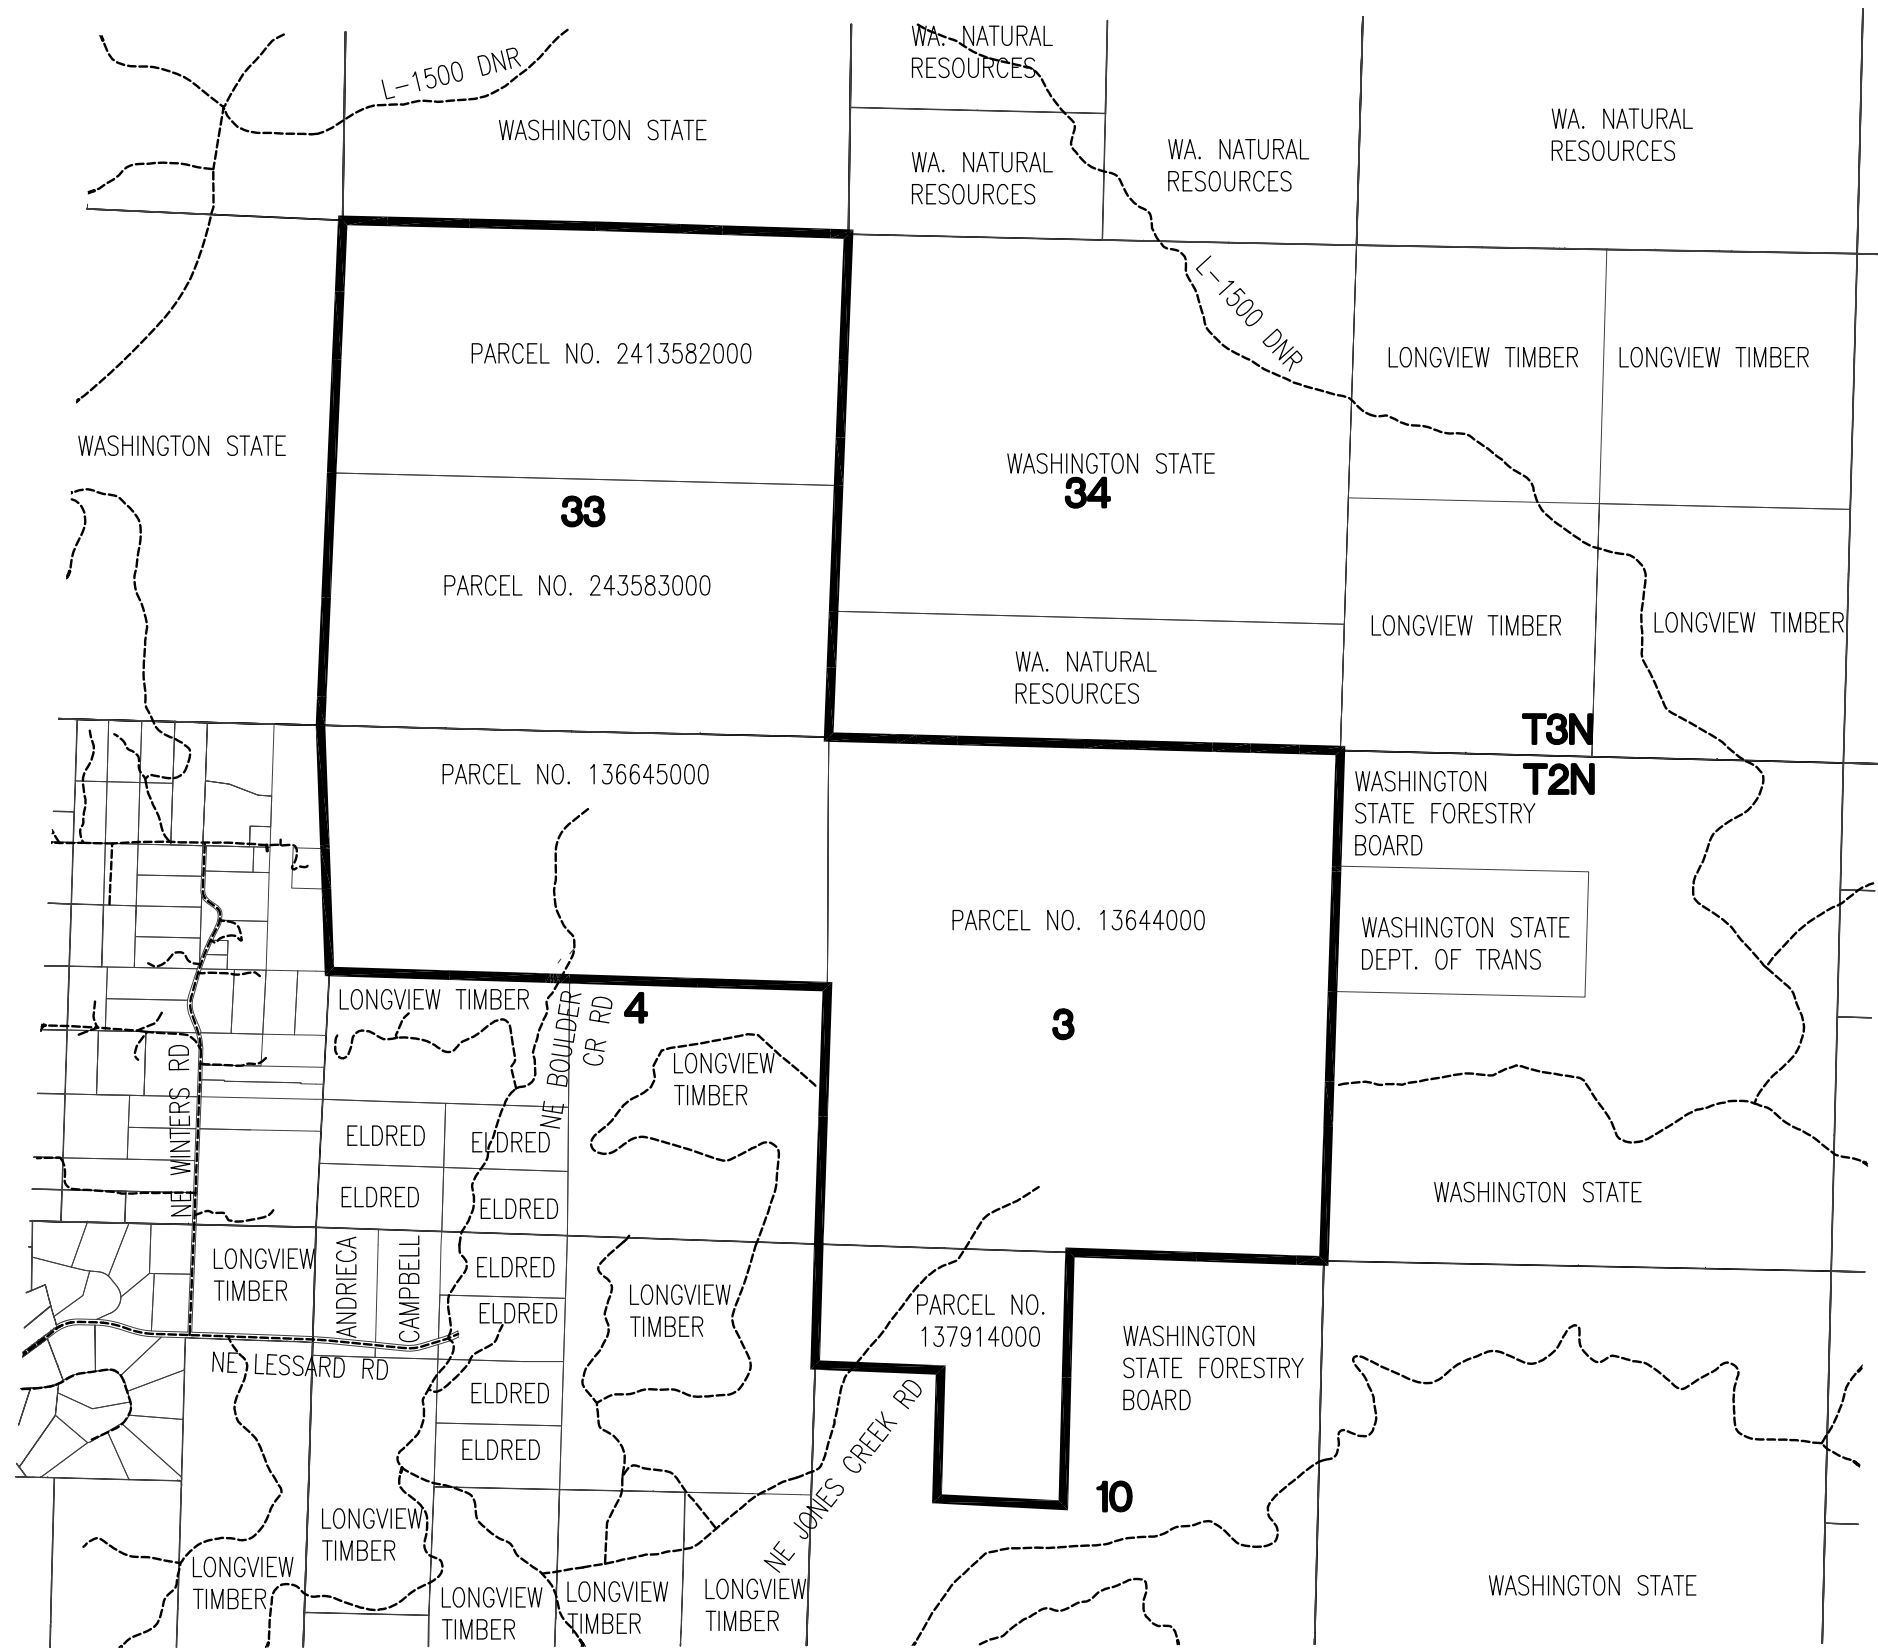 WA. NATURAL
RESOURCES
L-1500 DNR
WASHINGTON STATE
WA. NATURAL
RESOURCES
WA. NATURAL
RESOURCES
WA. NATURAL
RESOURCES
L-1500 DNR
PARCEL NO. 2413582000
LONGVIEW TIMBER
LONGVIEW TIMBER
WASHINGTON STATE
WASHINGTON STATE
34
33
PARCEL NO. 243583000
LONGVIEW TIMBER
LONGVIEW TIMBER
WA. NATURAL
RESOURCES
T3N
T2N
PARCEL NO. 136645000
WASHINGTON
STATE FORESTRY
BOARD
PARCEL NO. 13644000
WASHINGTON STATE
DEPT. OF TRANS
LONGVIEW TIMBER
4
3
NE BOULDER
CR RD
LONGVIEW
TIMBER
NE WINTERS RD
ELDRED
ELDRED
ELDRED
ELDRED
WASHINGTON STATE
LONGVIEW
TIMBER
ANDRIECA
CAMPBELL
ELDRED
ELDRED
LONGVIEW
TIMBER
PARCEL NO.
137914000
WASHINGTON
STATE FORESTRY
BOARD
NE LESSARD RD
ELDRED
ELDRED
NE JONES CREEK RD
10
LONGVIEW
TIMBER
LONGVIEW
TIMBER
LONGVIEW
TIMBER
LONGVIEW
TIMBER
LONGVIEW
TIMBER
WASHINGTON STATE